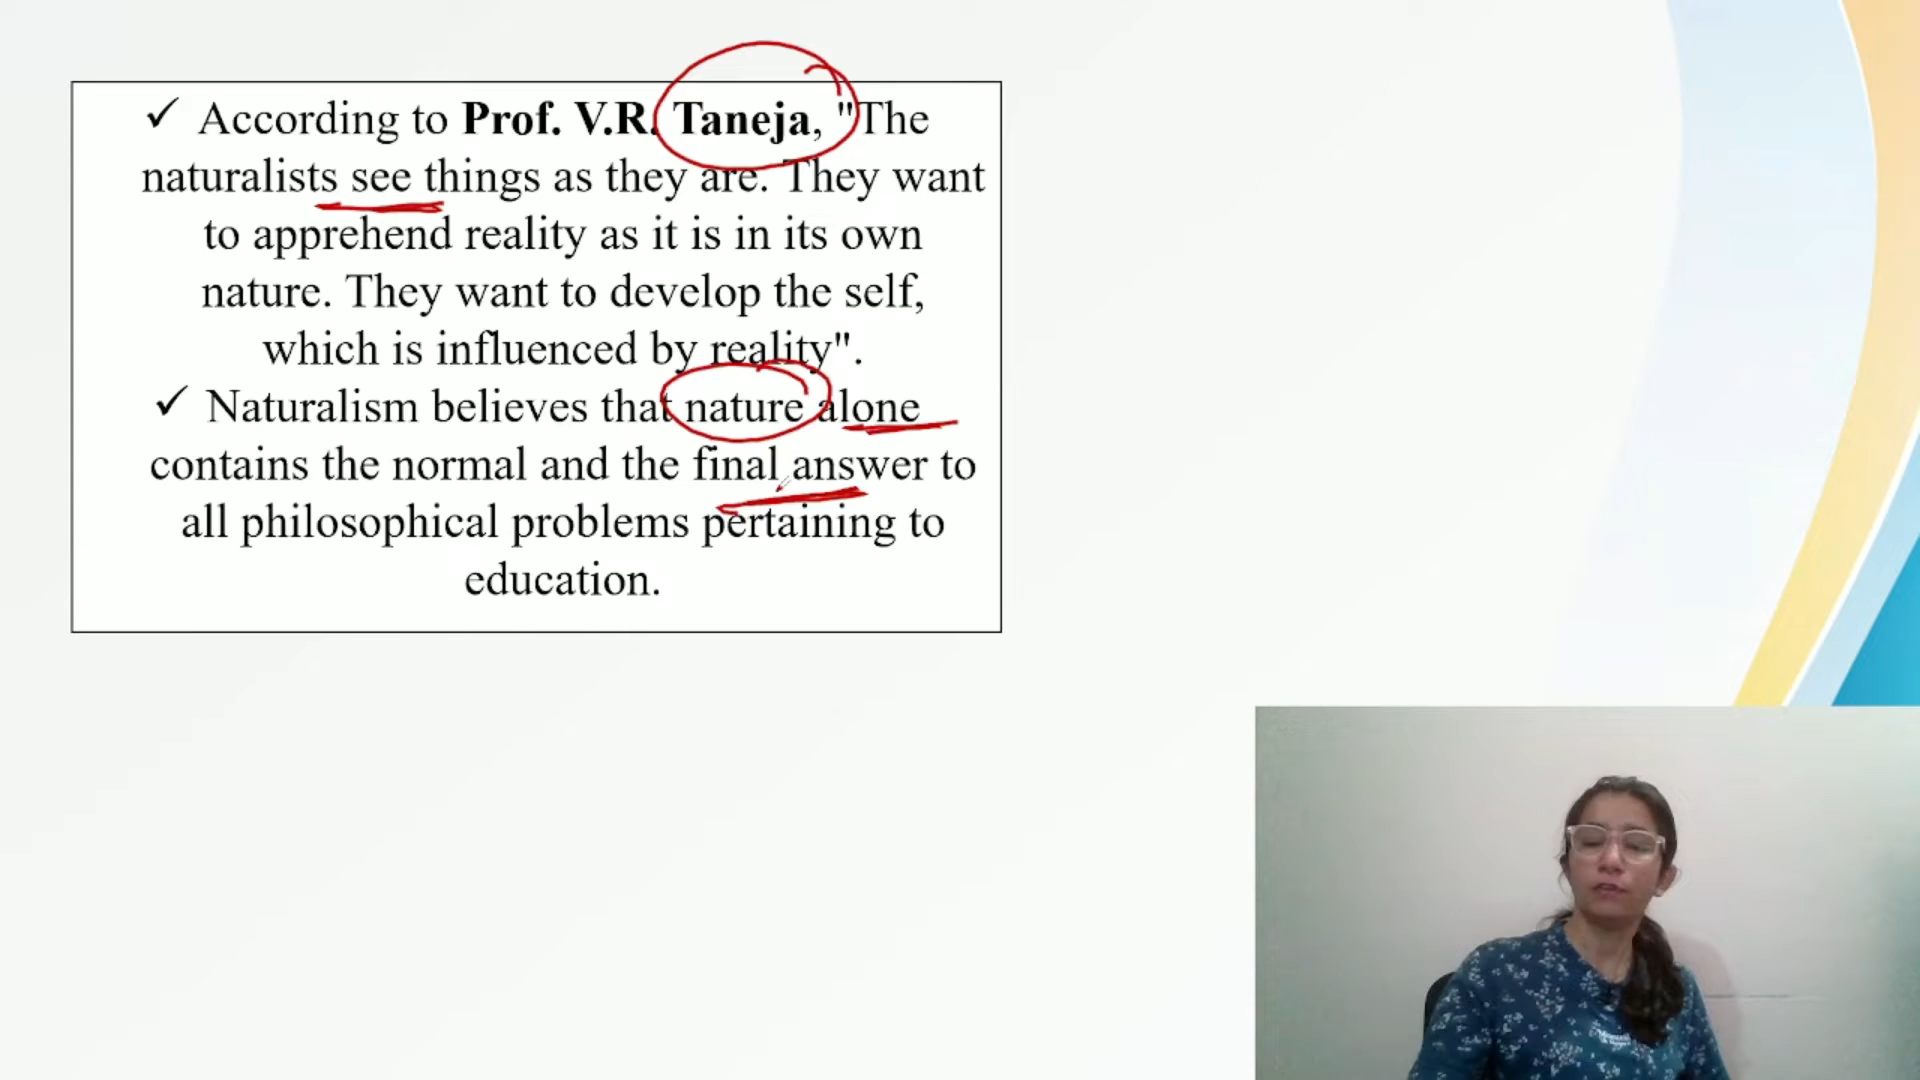 ✓ According to Prof. V.R. Taneja, "The
naturalists see things as they are. They want
to apprehend reality as it is in its own
nature. They want to develop the self,
which is influenced by reality".
✓ Naturalism believes that nature alone
contains the normal and the final answer to
all philosophical problems pertaining to
education.